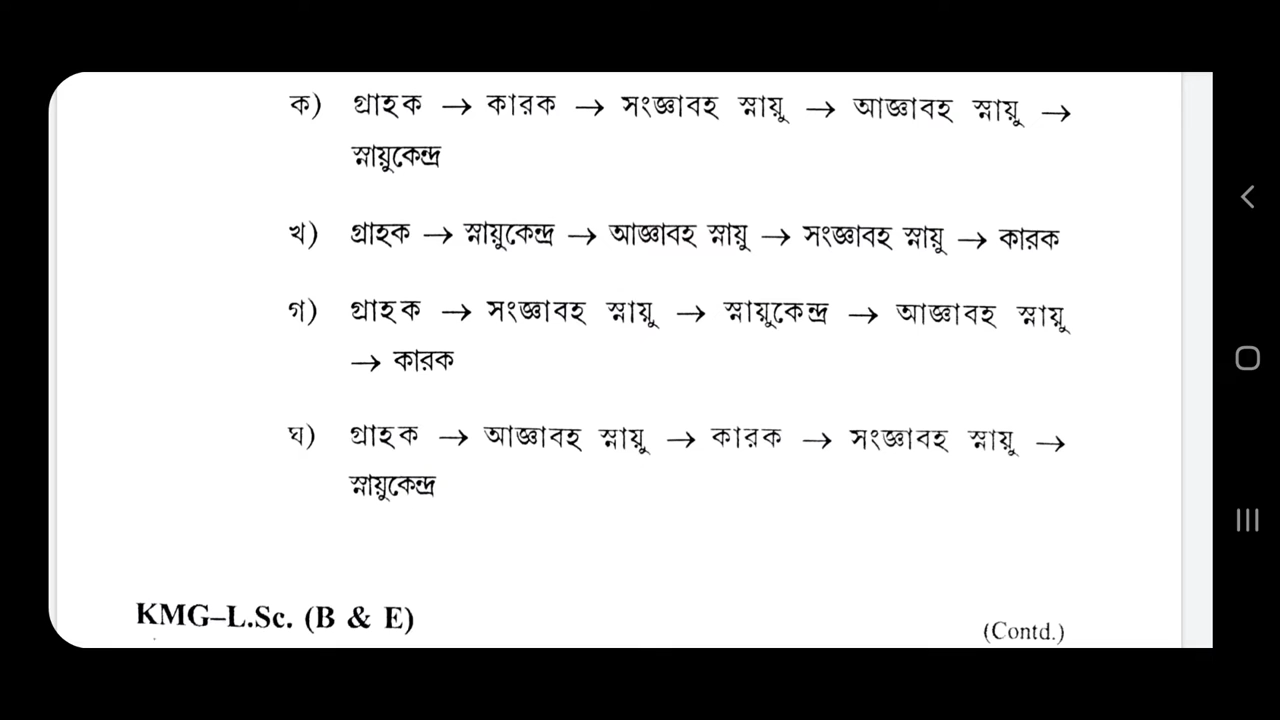 ক) গ্রাহক → কারক → সংজ্ঞাবহ স্নায়ু → আজ্ঞাবহ স্নায়ু →
স্নায়ুকেন্দ্র
খ) গ্রাহক → স্নায়ুকেন্দ্র → আজ্ঞাবহ স্নায়ু → সংজ্ঞাবহ স্নায়ু → কারক
গ) গ্রাহক → সংজ্ঞাবহ স্নায়ু → স্নায়ুকেন্দ্র → আজ্ঞাবহ স্নায়ু
→ কারক
ঘ) গ্রাহক → আজ্ঞাবহ স্নায়ু → কারক → সংজ্ঞাবহ স্নায়ু →
স্নায়ুকেন্দ্র
KMG–L.Sc. (B & E)
(Contd.)